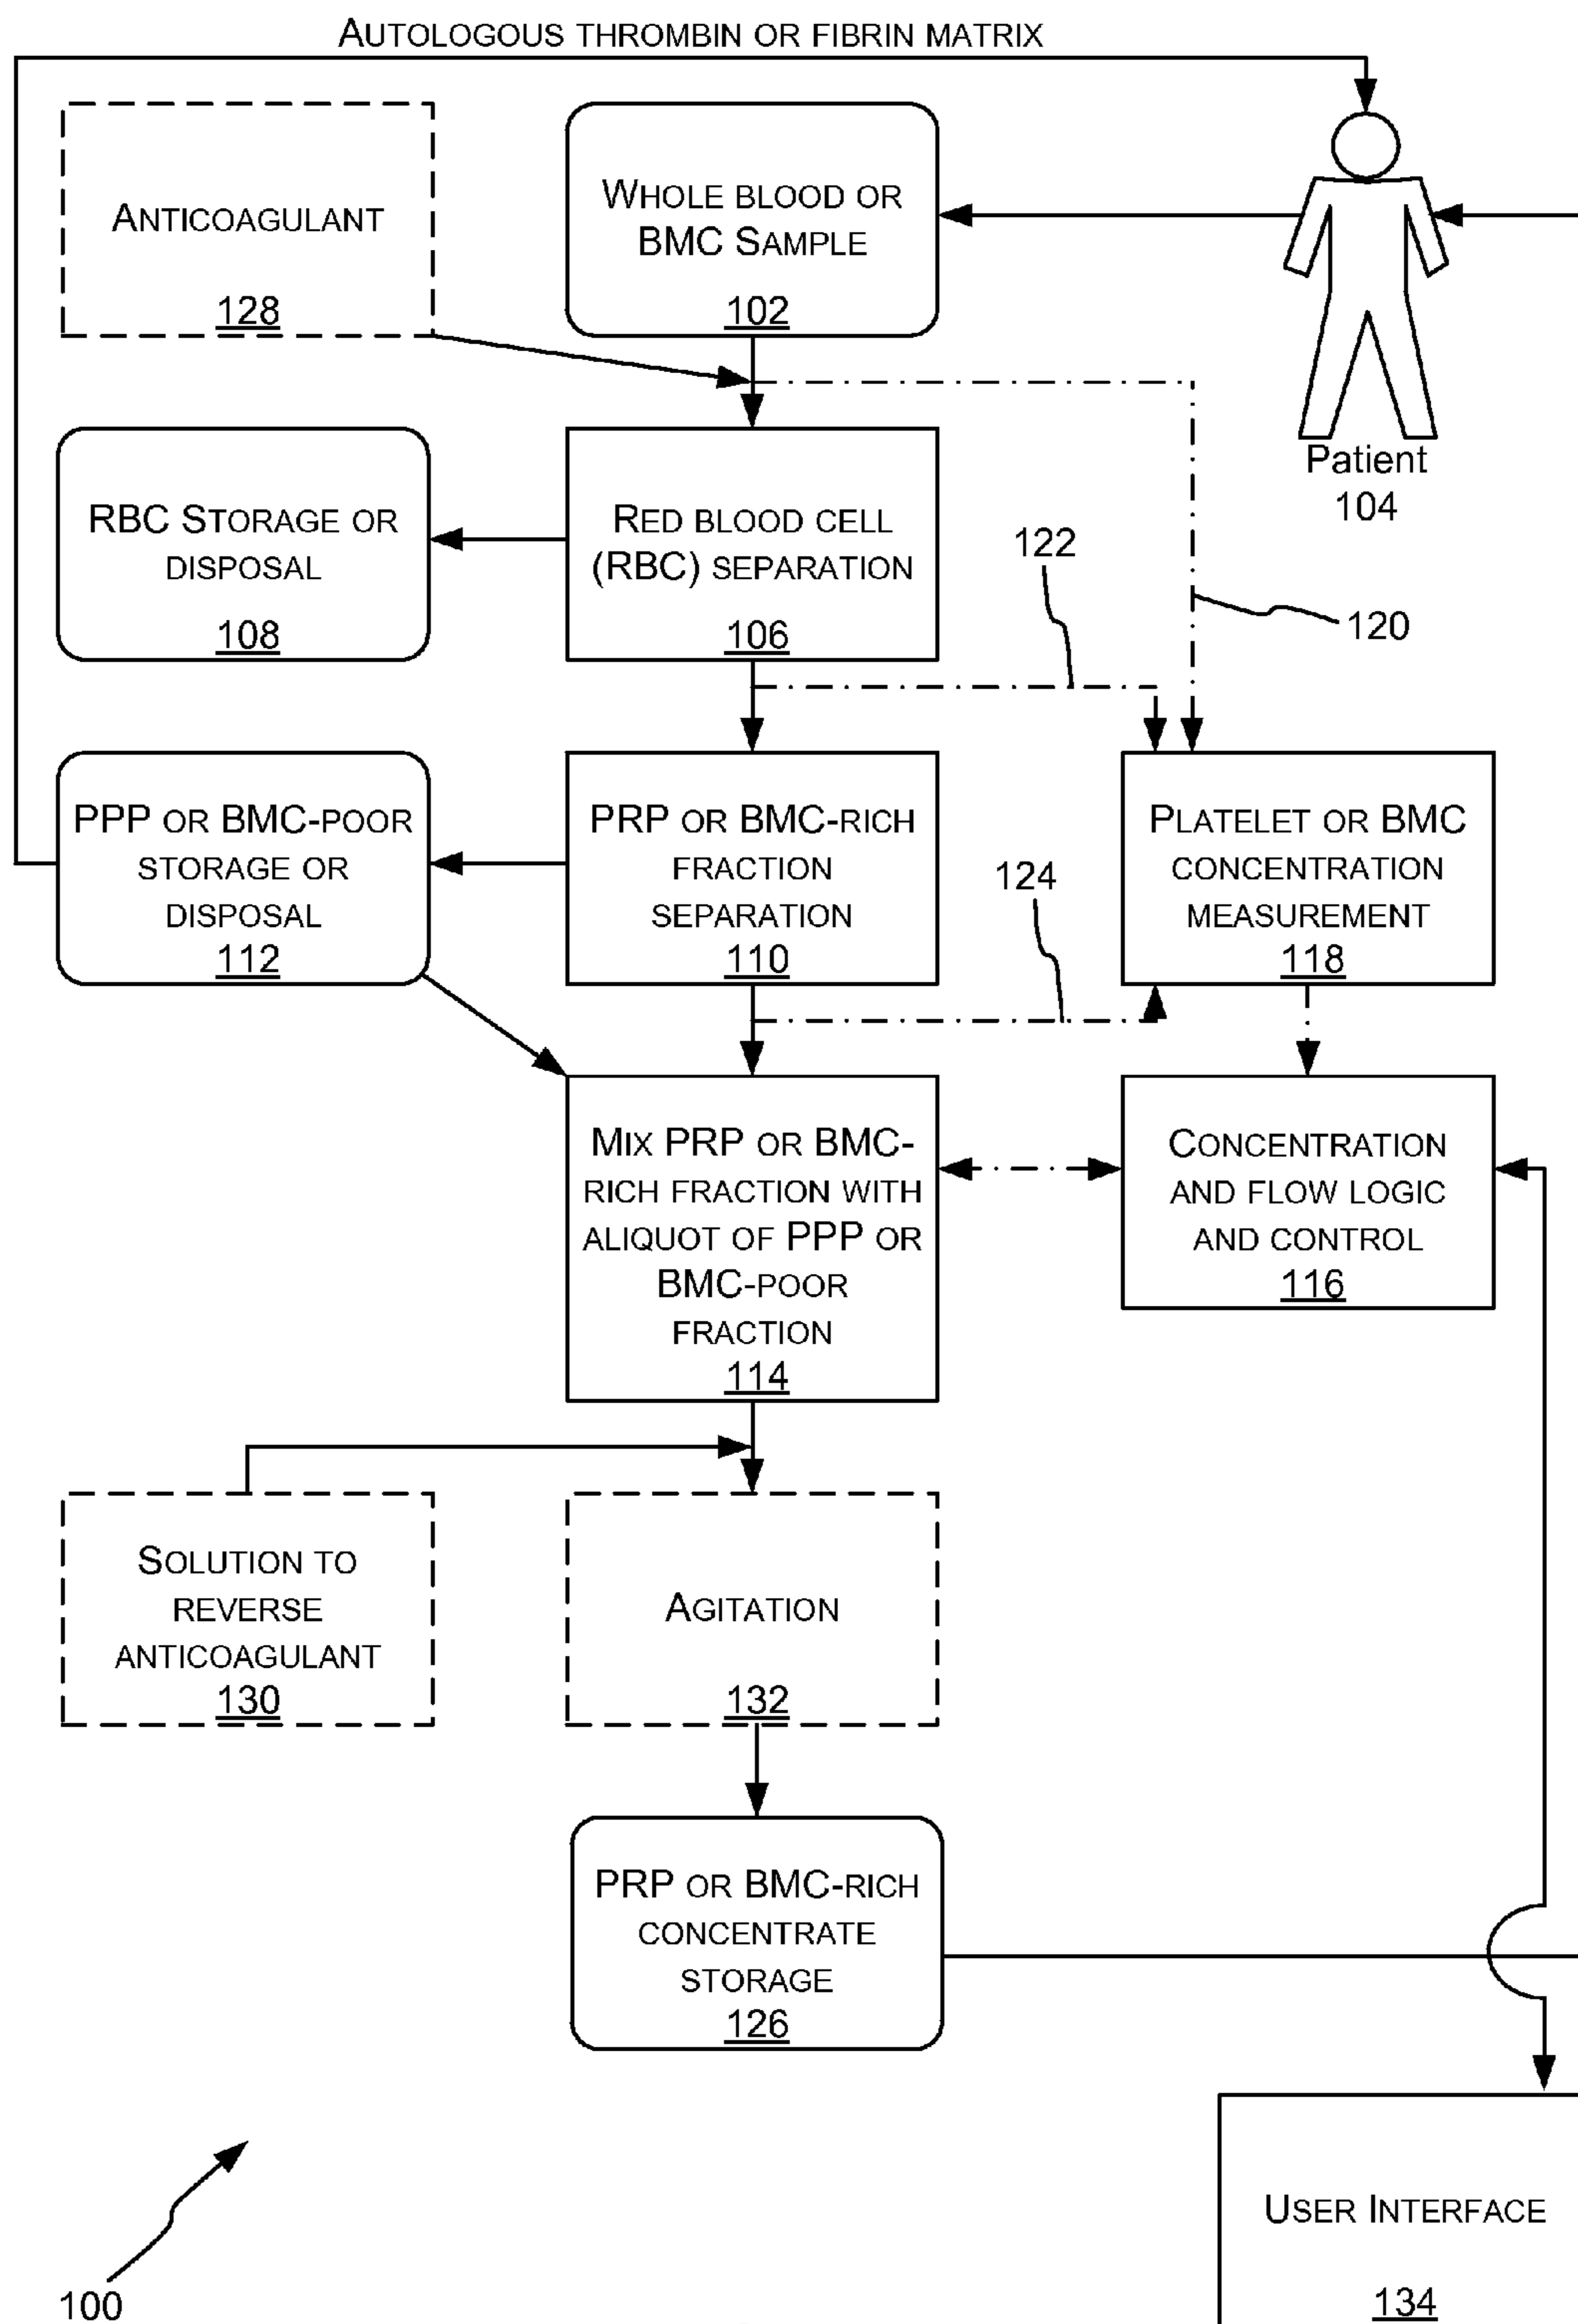 AUTOLOGOUS THROMBIN OR FIBRIN MATRIX
ANTICOAGULANT
128
WHOLE BLOOD OR
BMC SAMPLE
102
Patient
104
RBC STORAGE OR
DISPOSAL
108
RED BLOOD CELL
(RBC) SEPARATION
106
122
120
PPP OR BMC-POOR
STORAGE OR
DISPOSAL
112
PRP OR BMC-RICH
FRACTION
SEPARATION
110
124
PLATELET OR BMC
CONCENTRATION
MEASUREMENT
118
MIX PRP OR BMC-
RICH FRACTION WITH
ALIQUOT OF PPP OR
BMC-POOR
FRACTION
114
CONCENTRATION
AND FLOW LOGIC
AND CONTROL
116
SOLUTION TO
REVERSE
ANTICOAGULANT
130
AGITATION
132
PRP OR BMC-RICH
CONCENTRATE
STORAGE
126
USER INTERFACE
134
100